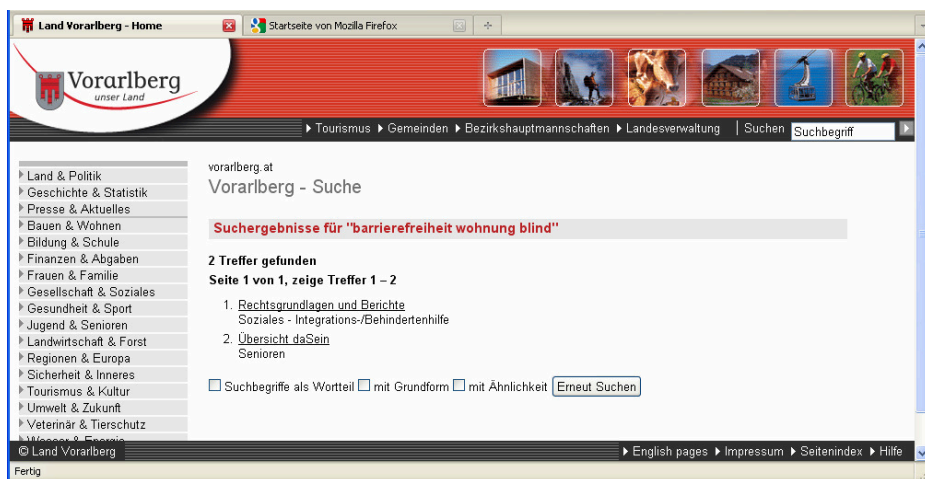 Land Vorarlberg - Home
Startseite von Mozilla Firefox
Vorarlberg
unser Land
Tourismus Gemeinden Bezirkshauptmannschaften Landesverwaltung | Suchen Suchbegriff
vorarlberg.at
Vorarlberg - Suche
Land & Politik
Geschichte & Statistik
Presse & Aktuelles
Bauen & Wohnen
Bildung & Schule
Finanzen & Abgaben
Frauen & Familie
Gesellschaft & Soziales
Gesundheit & Sport
Jugend & Senioren
Landwirtschaft & Forst
Regionen & Europa
Sicherheit & Inneres
Tourismus & Kultur
Umwelt & Zukunft
Veterinär & Tierschutz
Wasser & Energie
Suchergebnisse für "barrierefreiheit wohnung blind"
2 Treffer gefunden
Seite 1 von 1, zeige Treffer 1 – 2
1. Rechtsgrundlagen und Berichte
Soziales - Integrations-/Behindertenhilfe
2. Übersicht daSein
Senioren
Suchbegriffe als Wortteil mit Grundform mit Ähnlichkeit Erneut Suchen
© Land Vorarlberg
English pages Impressum Seitenindex Hilfe
Fertig